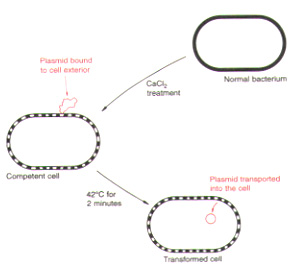 Plasmid bound
to cell exterior
CaCl₂
treatment
Normal bacterium
Competent cell
42°C for
2 minutes
Plasmid transported
into the cell
Transformed cell